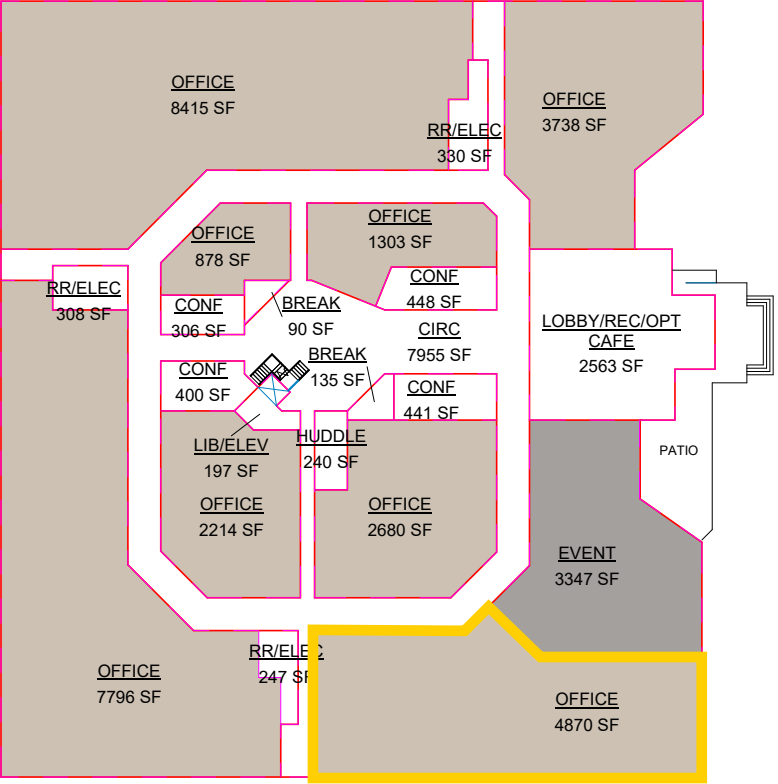 OFFICE
8415 SF
OFFICE
3738 SF
RR/ELEC
330 SF
OFFICE
878 SF
OFFICE
1303 SF
CONF
448 SF
RR/ELEC
308 SF
CONF
306 SF
BREAK
90 SF
CIRC
7955 SF
LOBBY/REC/OPT
CAFE
2563 SF
CONF
400 SF
BREAK
135 SF
CONF
441 SF
LIB/ELEV
197 SF
HUDDLE
240 SF
PATIO
OFFICE
2214 SF
OFFICE
2680 SF
EVENT
3347 SF
RR/ELEC
247 SF
OFFICE
7796 SF
OFFICE
4870 SF